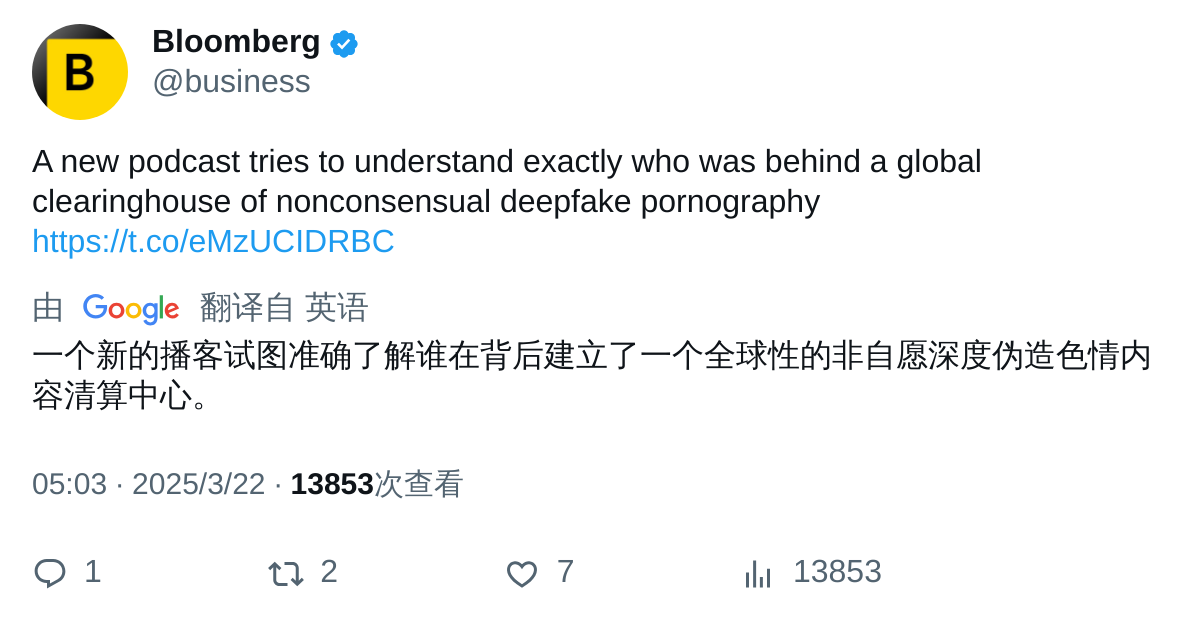 B
Bloomberg
@business
A new podcast tries to understand exactly who was behind a global
clearinghouse of nonconsensual deepfake pornography
https://t.co/eMzUCIDRBC
由 Google 翻译自 英语
一个新的播客试图准确了解谁在背后建立了一个全球性的非自愿深度伪造色情内
容清算中心。
05:03 · 2025/3/22 · 13853次查看
1 2 7 13853